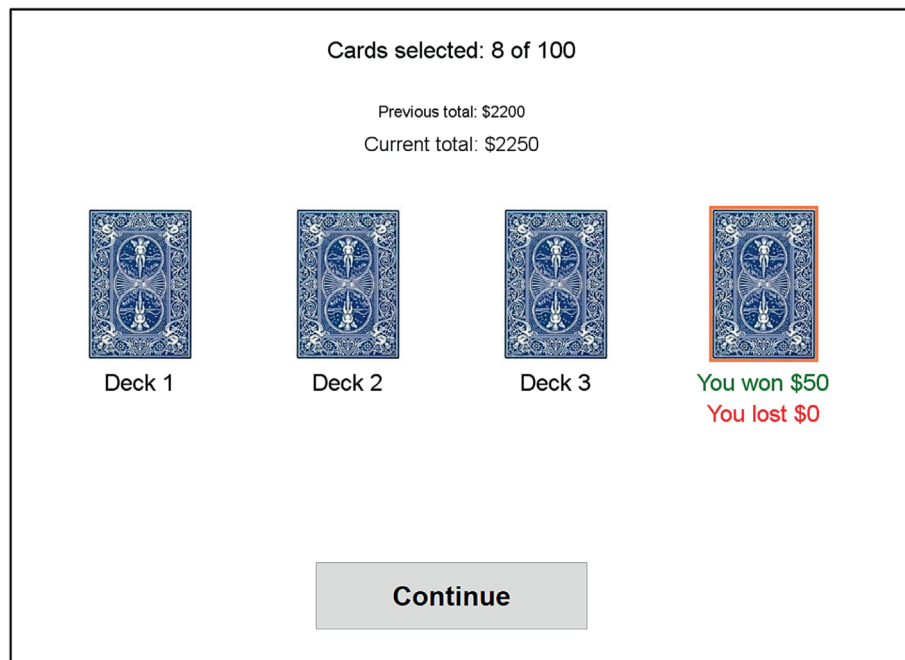 Cards selected: 8 of 100
Previous total: $2200
Current total: $2250
Deck 1
Deck 2
Deck 3
You won $50
You lost $0
Continue